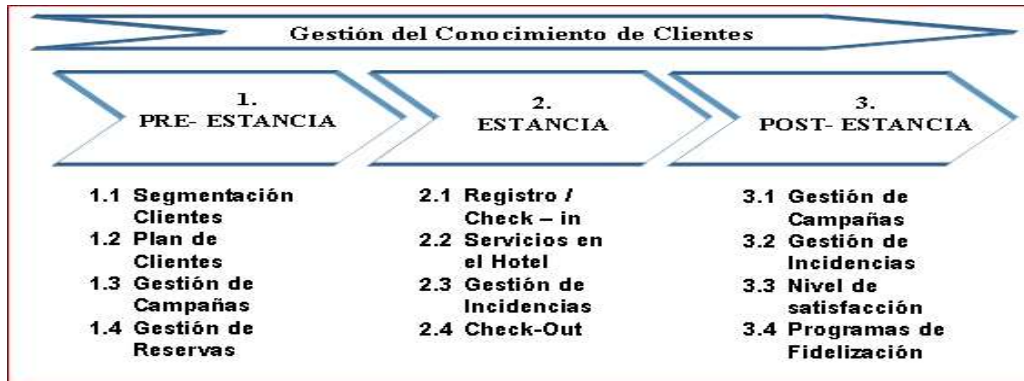 Gestión del Conocimiento de Clientes
1.
PRE- ESTANCIA
2.
ESTANCIA
3.
POST- ESTANCIA
1.1 Segmentación
Clientes
1.2 Plan de
Clientes
1.3 Gestión de
Campañas
1.4 Gestión de
Reservas
2.1 Registro /
Check – in
2.2 Servicios en
el Hotel
2.3 Gestión de
Incidencias
2.4 Check-Out
3.1 Gestión de
Campañas
3.2 Gestión de
Incidencias
3.3 Nivel de
satisfacción
3.4 Programas de
Fidelización